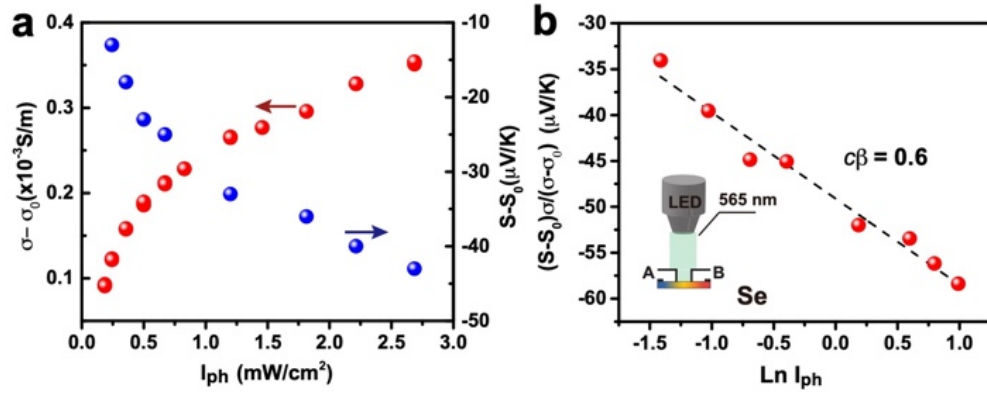 a
0.4
0.3
0.2
0.1
σ– σ₀(x10⁻³S/m)
-10
-20
-30
-40
-50
S-S₀(μV/K)
0.0 0.5 1.0 1.5 2.0 2.5 3.0
Iph (mW/cm²)
b
-30
-35
-40
-45
-50
-55
-60
(S-S₀)σ/(σ-σ₀) (μV/K)
cβ = 0.6
LED
565 nm
A
B
Se
-1.5 -1.0 -0.5 0.0 0.5 1.0
Ln Iph